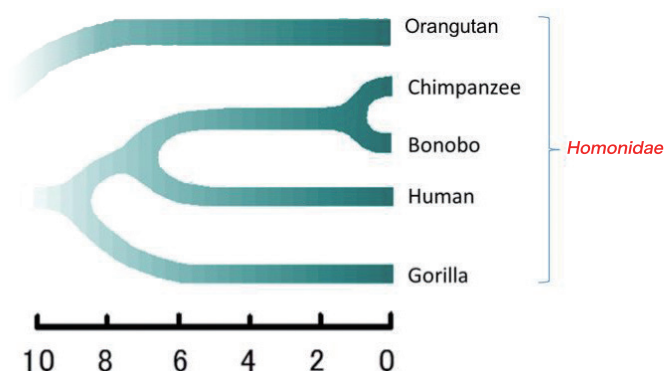 Orangutan
Chimpanzee
Bonobo
Homonidae
Human
Gorilla
10 8 6 4 2 0